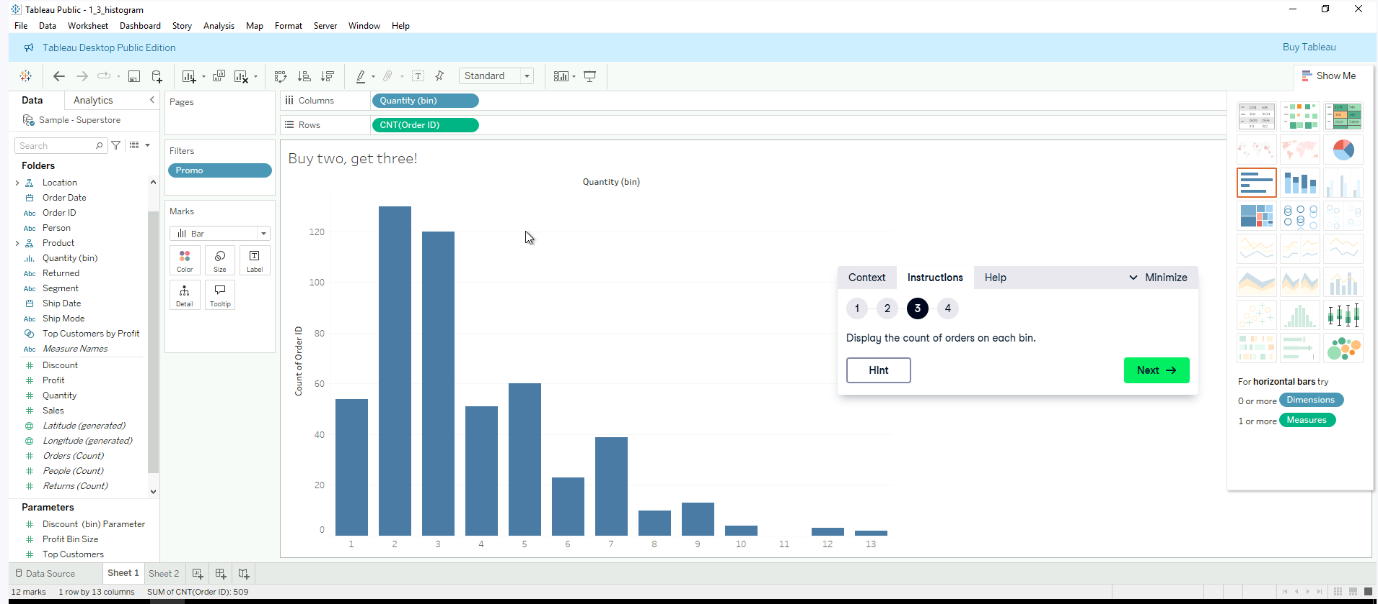 Tableau Public - 1_3_histogram
File Data Worksheet Dashboard Story Analysis Map Format Server Window Help
Tableau Desktop Public Edition Buy Tableau
Standard Show Me
Data Analytics
Sample - Superstore
Search
Folders
Location
Order Date
Abc Order ID
Abc Person
Product
Quantity (bin)
Abc Returned
Abc Segment
Ship Date
Abc Ship Mode
Top Customers by Profit
Abc Measure Names
# Discount
# Profit
# Quantity
# Sales
Latitude (generated)
Longitude (generated)
# Orders (Count)
# People (Count)
# Returns (Count)
Parameters
# Discount (bin) Parameter
# Profit Bin Size
# Top Customers
Pages
Filters
Promo
Marks
Bar
Color Size Label
Detail Tooltip
Columns Quantity (bin)
Rows CNT(Order ID)
Buy two, get three!
Quantity (bin)
Count of Order ID
120
100
80
60
40
20
0
1 2 3 4 5 6 7 8 9 10 11 12 13
Context Instructions Help Minimize
1 2 3 4
Display the count of orders on each bin.
Hint Next →
For horizontal bars try
0 or more Dimensions
1 or more Measures
Data Source Sheet 1 Sheet 2
12 marks 1 row by 13 columns SUM of CNT(Order ID): 509